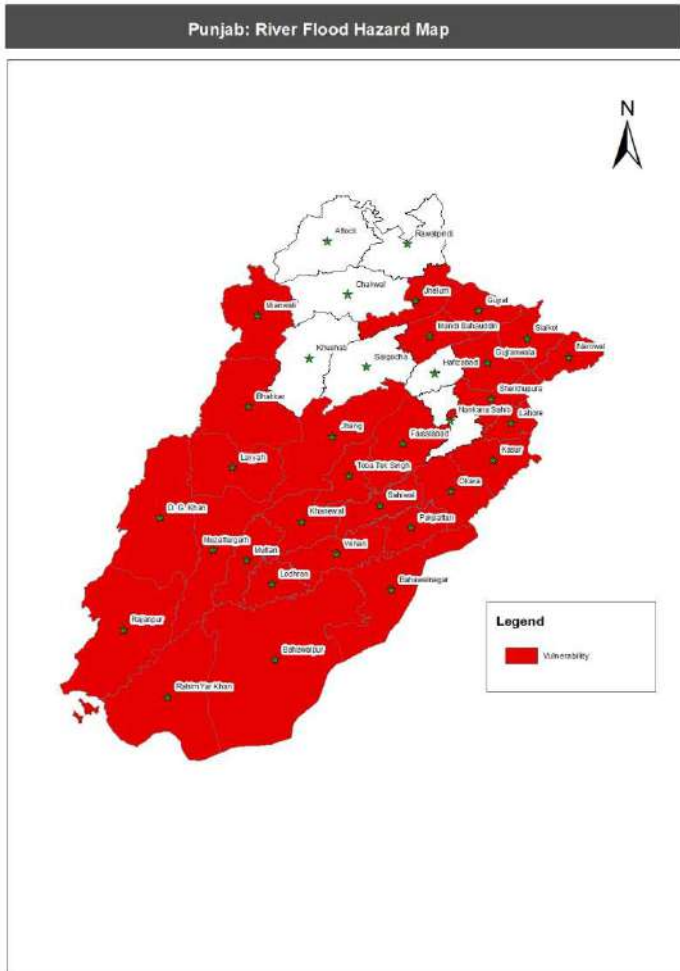 Punjab: River Flood Hazard Map
N
Attock
Rawalpindi
Chakwal
Jhelum
Mianwali
Gujrat
Mandi Bahauddin
Sialkot
Narowal
Khushab
Sargodha
Hafizabad
Gujranwala
Sheikhupura
Bhakkar
Nankana Sahib
Lahore
Jhang
Faisalabad
Kasur
Layyah
Toba Tek Singh
Okara
Sahiwal
D. G. Khan
Khanewal
Pakpattan
Muzaffargarh
Multan
Vehari
Lodhran
Bahawalnagar
Legend
Rajanpur
Vulnerability
Bahawalpur
Rahim Yar Khan